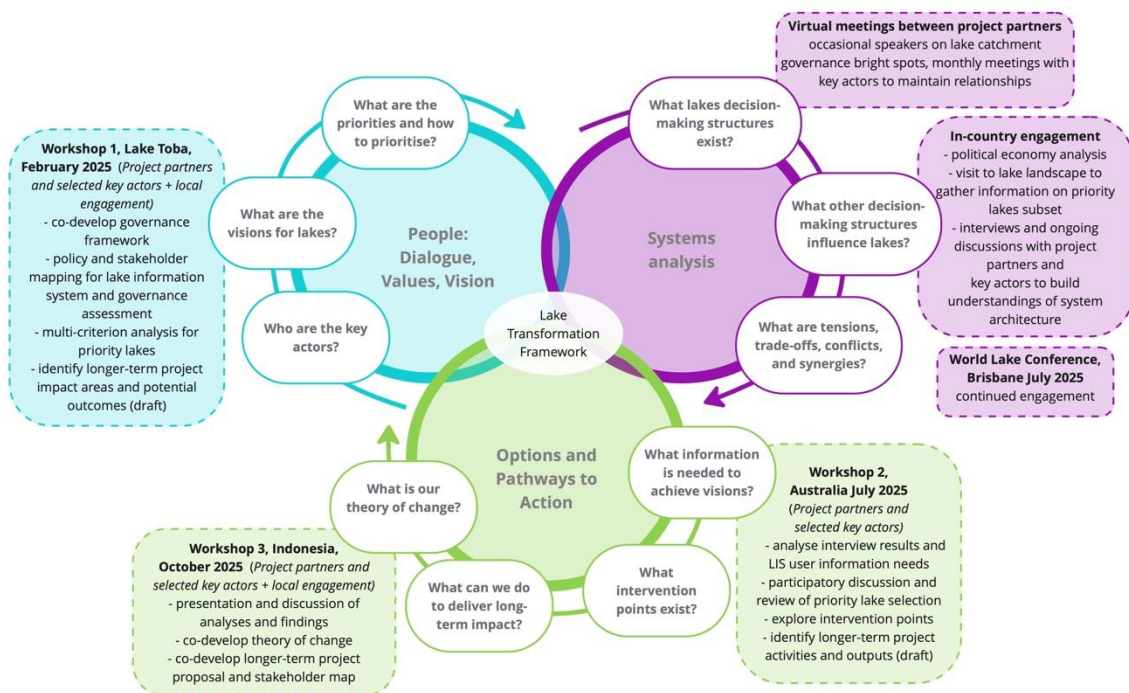 Virtual meetings between project partners
occasional speakers on lake catchment
governance bright spots, monthly meetings with
key actors to maintain relationships
What are the
priorities and how
to prioritise?
What lakes decision-
making structures
exist?
Workshop 1, Lake Toba,
February 2025 (Project partners
and selected key actors + local
engagement)
- co-develop governance
framework
- policy and stakeholder
mapping for lake information
system and governance
assessment
- multi-criterion analysis for
priority lakes
- identify longer-term project
impact areas and potential
outcomes (draft)
What are the
visions for lakes?
Who are the key
actors?
People:
Dialogue,
Values, Vision
Systems
analysis
What other decision-
making structures
influence lakes?
What are tensions,
trade-offs, conflicts,
and synergies?
In-country engagement
- political economy analysis
- visit to lake landscape to
gather information on priority
lakes subset
- interviews and ongoing
discussions with project
partners and
key actors to build
understandings of system
architecture
World Lake Conference,
Brisbane July 2025
continued engagement
Lake
Transformation
Framework
Options and
Pathways to
Action
What information
is needed to
achieve visions?
What
intervention
points exist?
What can we do
to deliver long-
term impact?
What is our
theory of change?
Workshop 2,
Australia July 2025
(Project partners and
selected key actors)
- analyse interview results and
LIS user information needs
- participatory discussion and
review of priority lake selection
- explore intervention points
- identify longer-term project
activities and outputs (draft)
Workshop 3, Indonesia,
October 2025 (Project partners and
selected key actors + local engagement)
- presentation and discussion of
analyses and findings
- co-develop theory of change
- co-develop longer-term project
proposal and stakeholder map